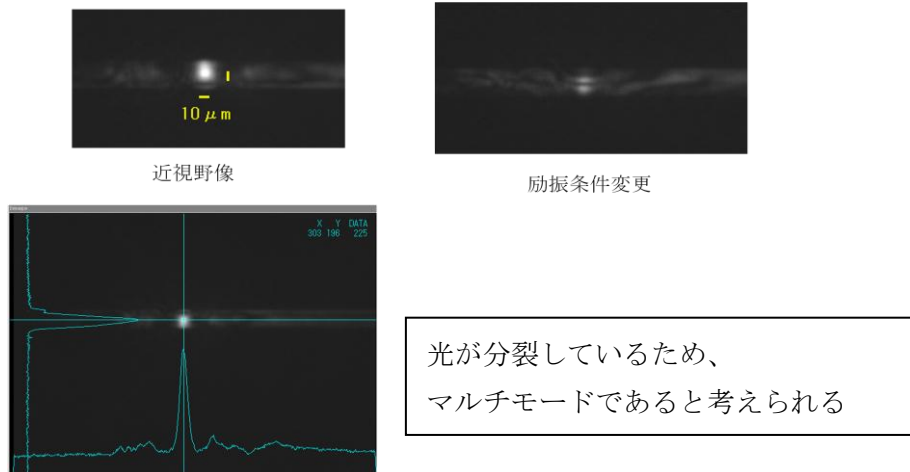 10 μm
近視野像
励振条件変更
X Y DATA
303 196 225
光が分裂しているため、
マルチモードであると考えられる